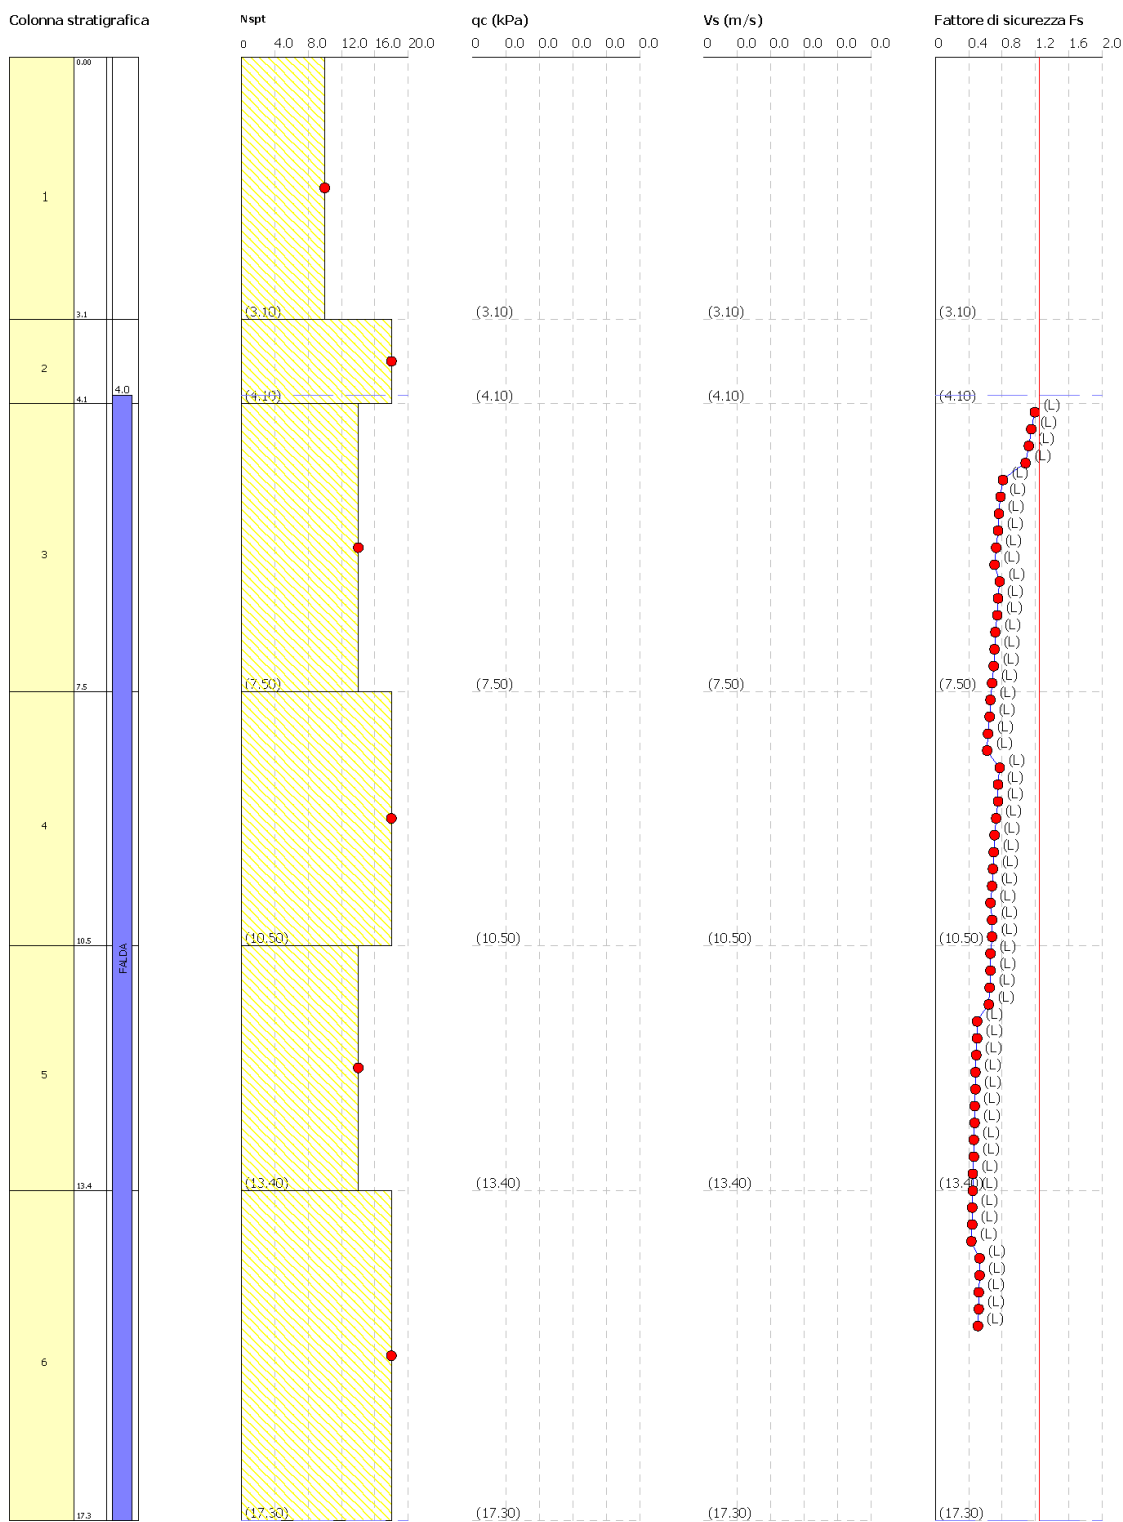 Colonna stratigrafica
Nspt
qc (kPa)
Vs (m/s)
Fattore di sicurezza Fs
0 4.0 8.0 12.0 16.0 20.0
0 0.0 0.0 0.0 0.0 0.0
0 0.0 0.0 0.0 0.0 0.0
0 0.4 0.8 1.2 1.6 2.0
0.00
1
3.1
(3.10) (3.10) (3.10) (3.10)
2
4.0
4.1
(4.10) (4.10) (4.10) (4.10)
(L)
(L)
(L)
(L)
(L)
(L)
(L)
(L)
(L)
3
(L)
(L)
(L)
(L)
(L)
(L)
(L)
(L)
7.5
(7.50) (7.50) (7.50) (7.50)
(L)
(L)
(L)
(L)
(L)
(L)
(L)
(L)
4
(L)
(L)
(L)
(L)
(L)
(L)
(L)
10.5
(10.50) (10.50) (10.50) (10.50)
FALDA
(L)
(L)
(L)
(L)
(L)
(L)
(L)
(L)
5
(L)
(L)
(L)
(L)
(L)
(L)
13.4
(13.40) (13.40) (13.40) (13.40)
(L)
(L)
(L)
(L)
(L)
(L)
(L)
(L)
(L)
6
17.3
(17.30) (17.30) (17.30) (17.30)